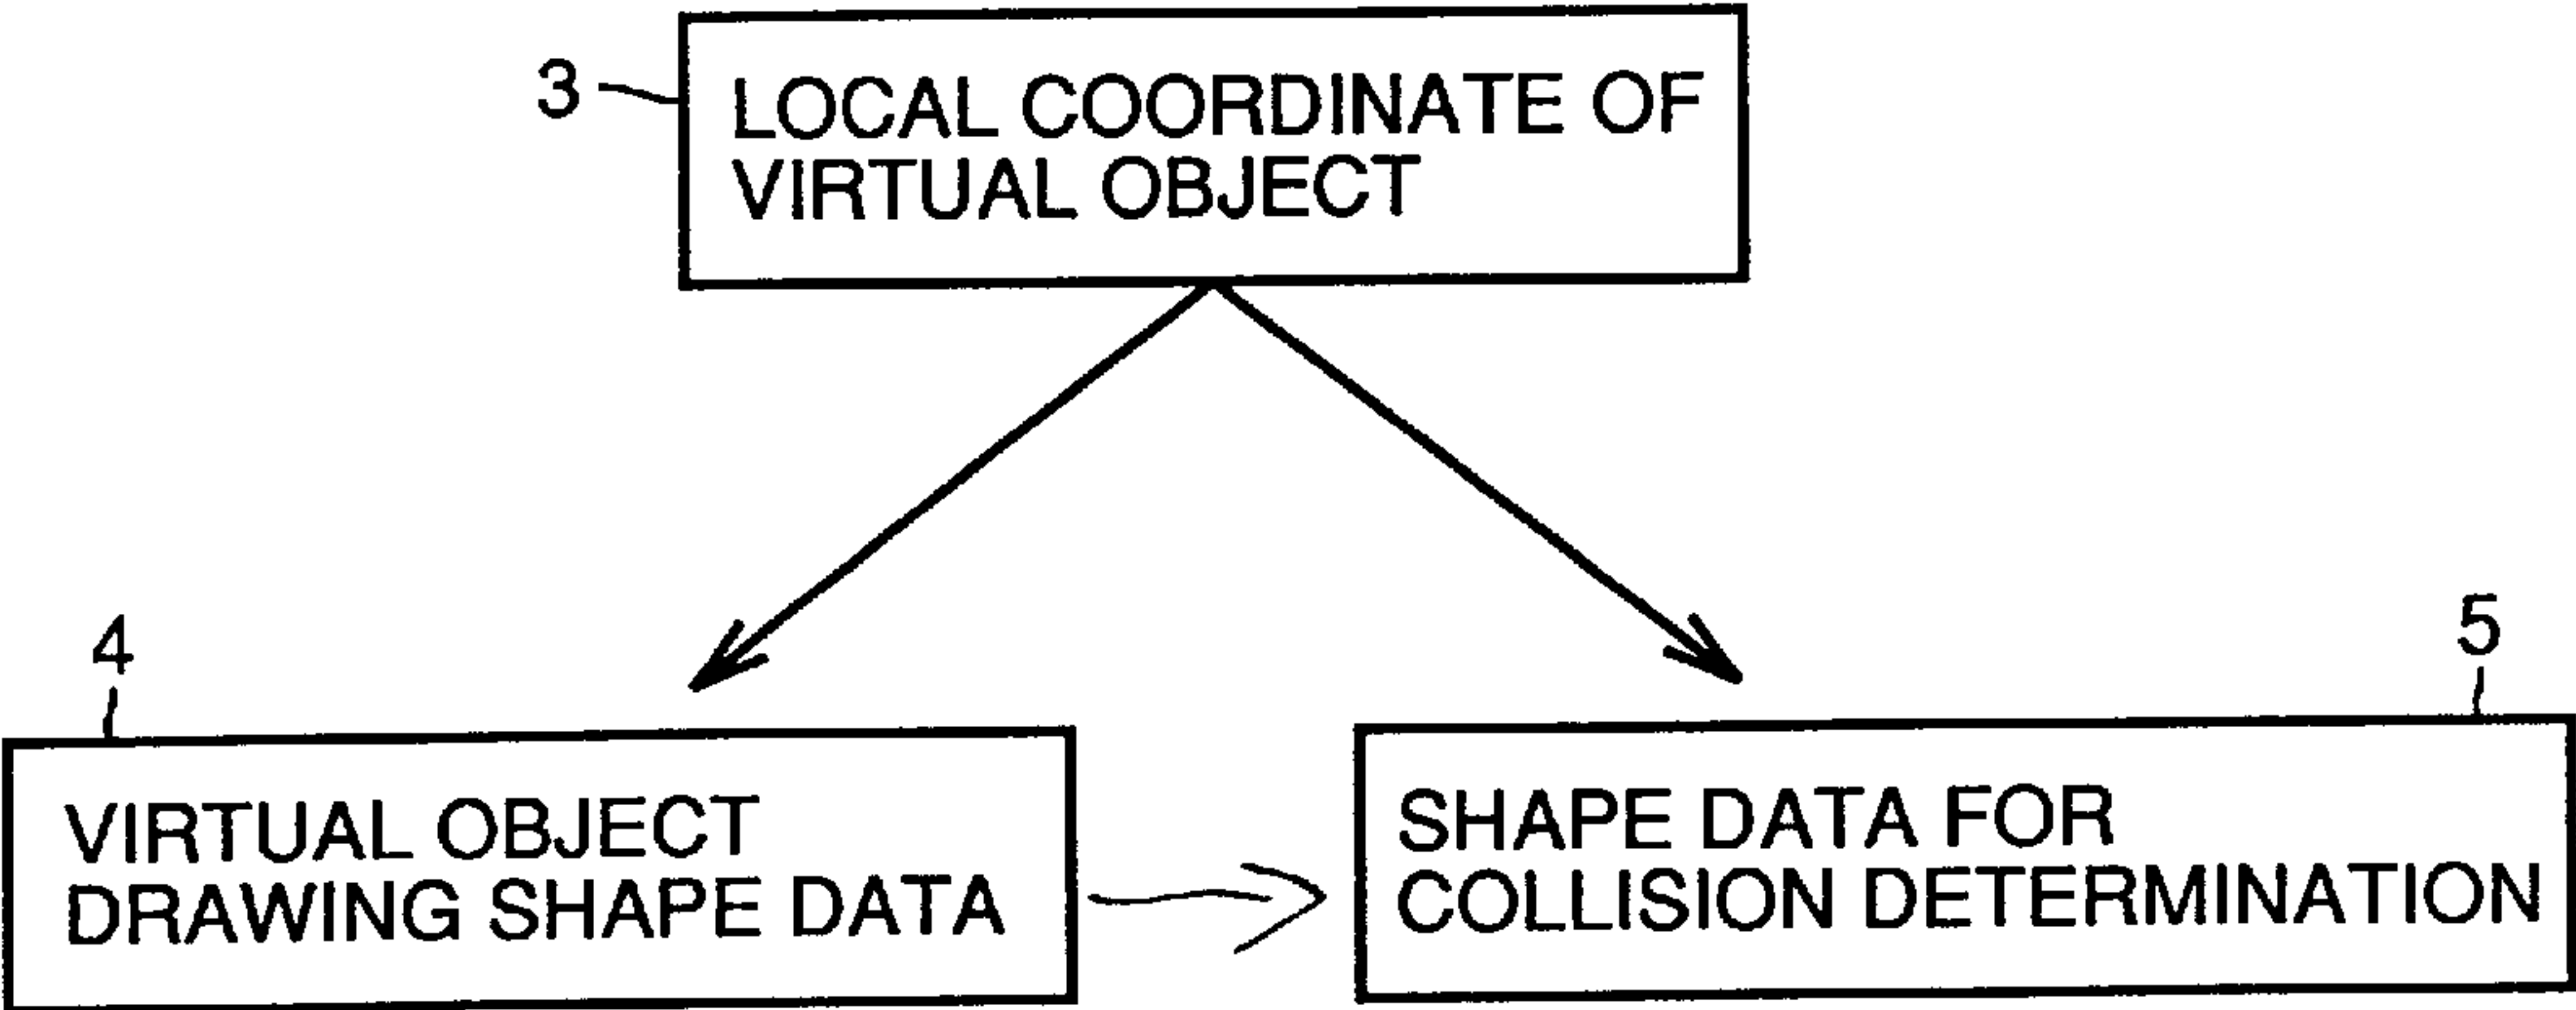 3
LOCAL COORDINATE OF
VIRTUAL OBJECT
4
VIRTUAL OBJECT
DRAWING SHAPE DATA
5
SHAPE DATA FOR
COLLISION DETERMINATION